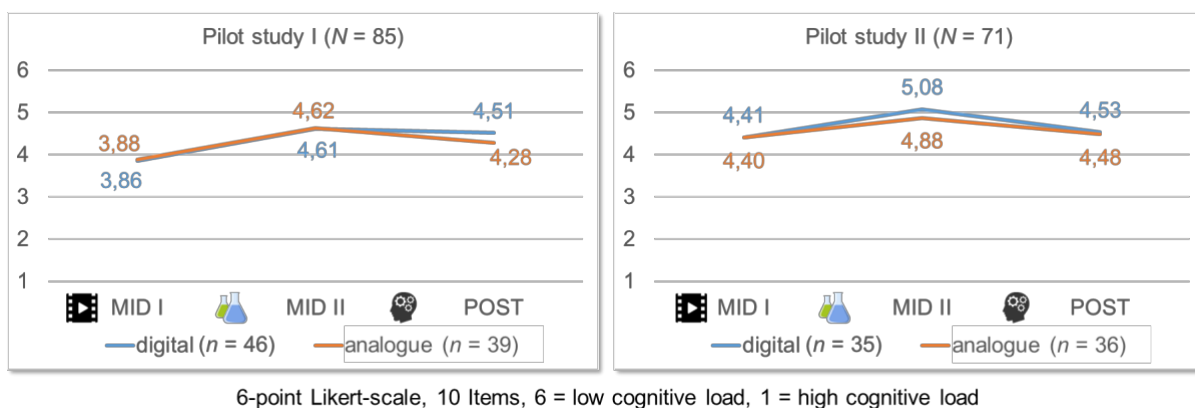 Pilot study I (N = 85)
6
5
4
3
2
1
3,88
3,86
4,62
4,61
4,51
4,28
MID I
MID II
POST
digital (n = 46)
analogue (n = 39)
Pilot study II (N = 71)
6
5
4
3
2
1
4,41
4,40
5,08
4,88
4,53
4,48
MID I
MID II
POST
digital (n = 35)
analogue (n = 36)
6-point Likert-scale, 10 Items, 6 = low cognitive load, 1 = high cognitive load